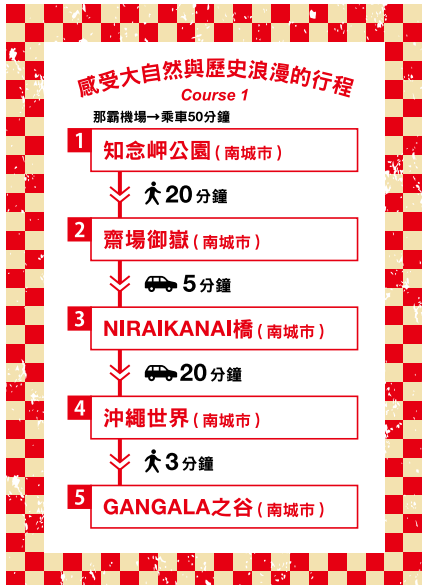 感受大自然與歷史浪漫的行程
Course 1
那霸機場→乘車50分鐘
1 知念岬公園(南城市)
20分鐘
2 齋場御嶽(南城市)
5分鐘
3 NIRAIKANAI橋(南城市)
20分鐘
4 沖繩世界(南城市)
3分鐘
5 GANGALA之谷(南城市)